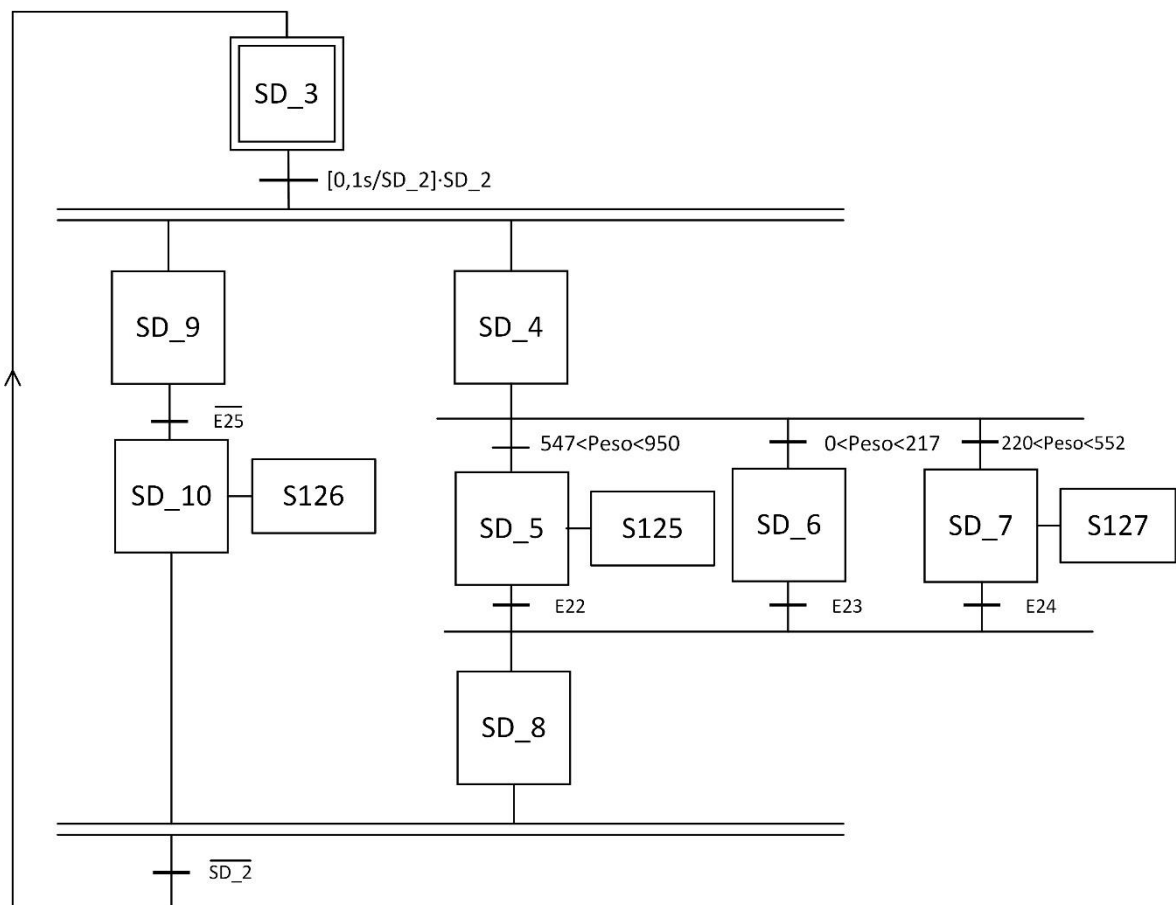 SD_3
[0,1s/SD_2]·SD_2
SD_9
SD_4
E25
547<Peso<950
0<Peso<217
220<Peso<552
SD_10
S126
SD_5
S125
SD_6
SD_7
S127
E22
E23
E24
SD_8
SD_2